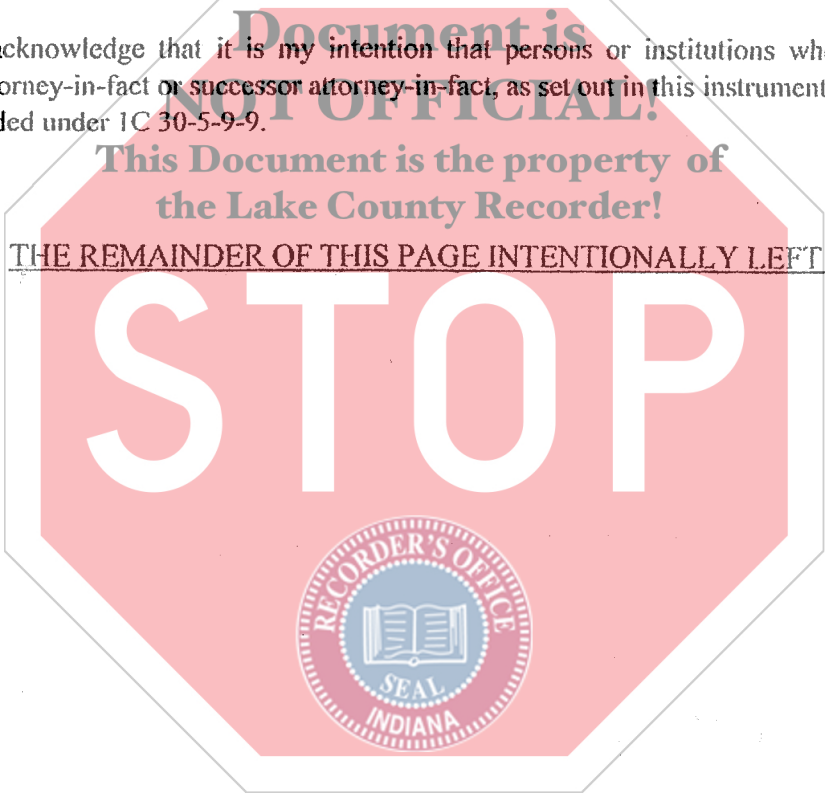 Document is
acknowledge that it is my intention that persons or institutions wh
orney-in-fact or successor attorney-in-fact, as set out in this instrument
NOT OFFICIAL!
ded under IC 30-5-9-9.
This Document is the property of
the Lake County Recorder!
THE REMAINDER OF THIS PAGE INTENTIONALLY LEFT
STOP
RECORDER'S OFFICE
SEAL
INDIANA